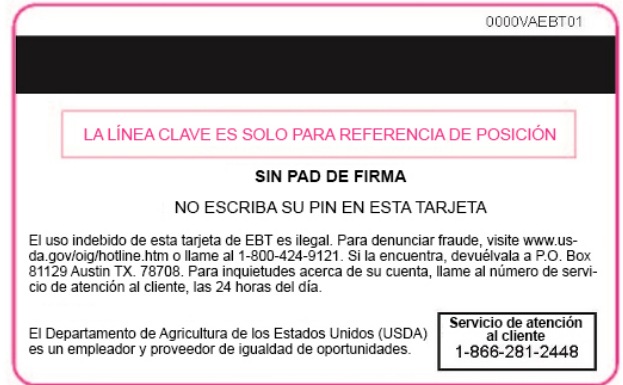 0000VAEBT01
LA LÍNEA CLAVE ES SOLO PARA REFERENCIA DE POSICIÓN
SIN PAD DE FIRMA
NO ESCRIBA SU PIN EN ESTA TARJETA
El uso indebido de esta tarjeta de EBT es ilegal. Para denunciar fraude, visite www.us-
da.gov/oig/hotline.htm o llame al 1-800-424-9121. Si la encuentra, devuélvala a P.O. Box
81129 Austin TX. 78708. Para inquietudes acerca de su cuenta, llame al número de servi-
cio de atención al cliente, las 24 horas del día.
El Departamento de Agricultura de los Estados Unidos (USDA)
es un empleador y proveedor de igualdad de oportunidades.
Servicio de atención
al cliente
1-866-281-2448